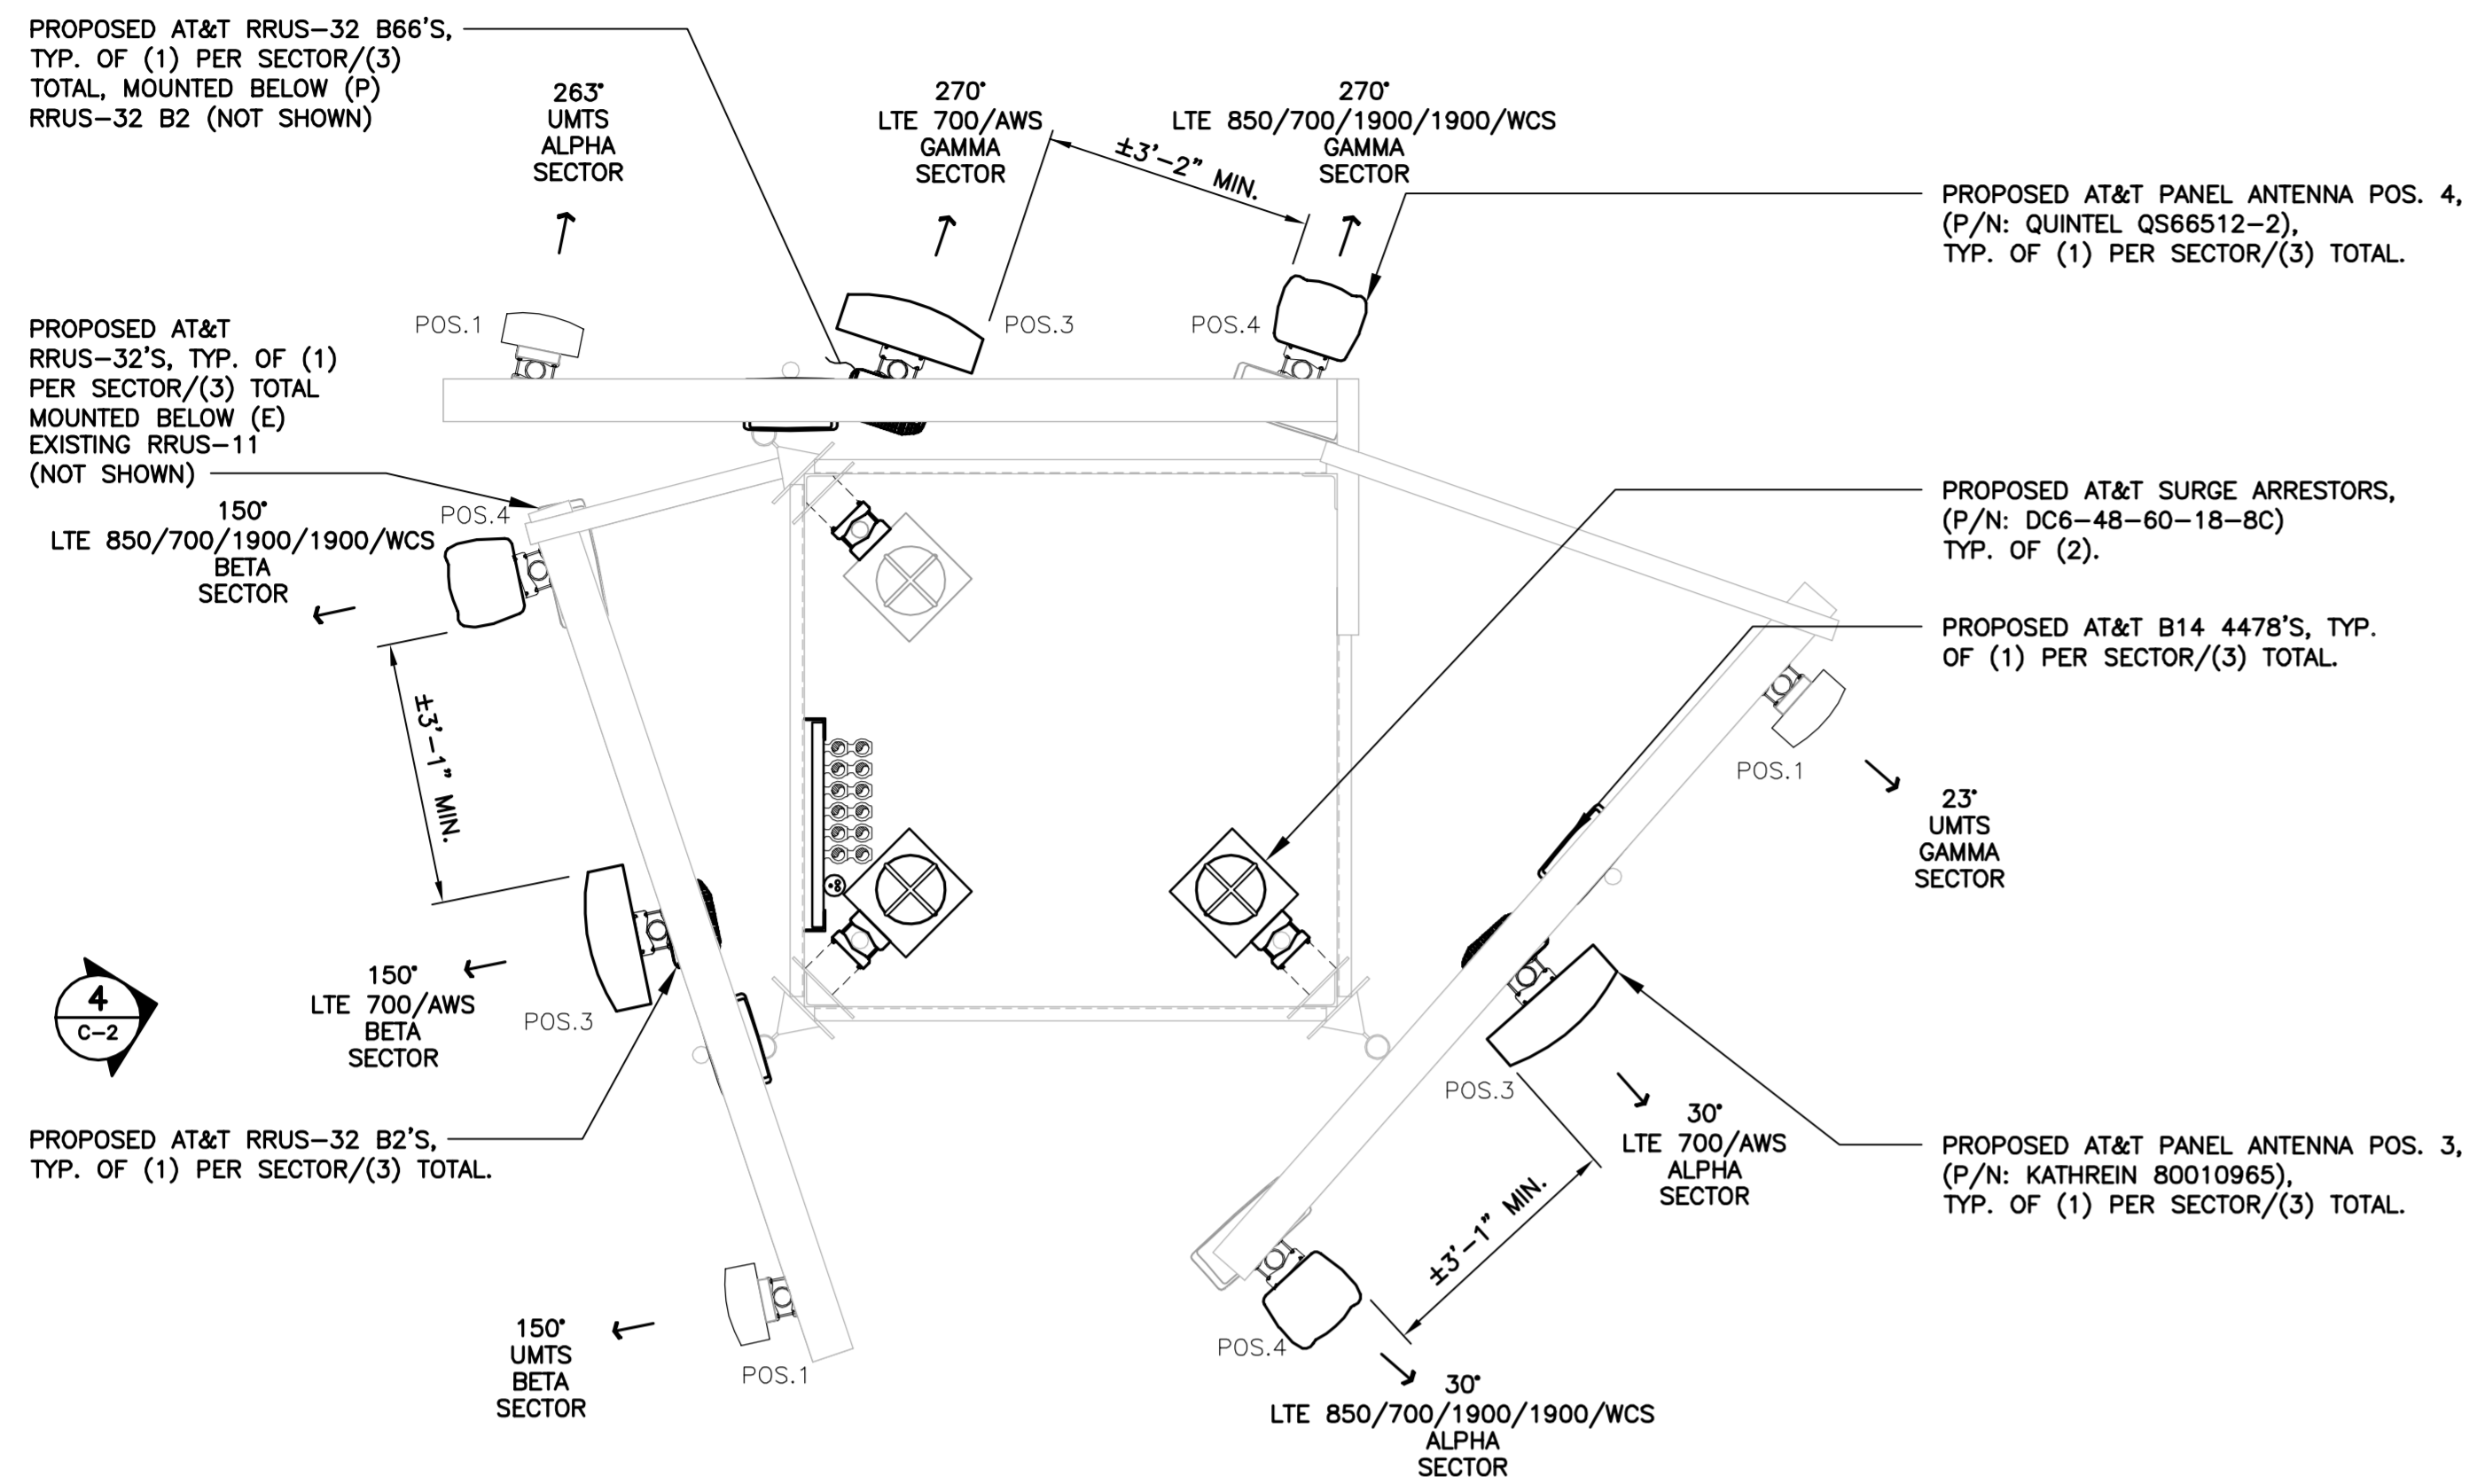 PROPOSED AT&T RRUS-32 B66'S,
TYP. OF (1) PER SECTOR/(3)
TOTAL, MOUNTED BELOW (P)
RRUS-32 B2 (NOT SHOWN)
263°
UMTS
ALPHA
SECTOR
270°
LTE 700/AWS
GAMMA
SECTOR
±3'-2" MIN.
270°
LTE 850/700/1900/1900/WCS
GAMMA
SECTOR
PROPOSED AT&T PANEL ANTENNA POS. 4,
(P/N: QUINTEL QS66512-2),
TYP. OF (1) PER SECTOR/(3) TOTAL.
POS.1
POS.3
POS.4
PROPOSED AT&T
RRUS-32'S, TYP. OF (1)
PER SECTOR/(3) TOTAL
MOUNTED BELOW (E)
EXISTING RRUS-11
(NOT SHOWN)
POS.4
150°
LTE 850/700/1900/1900/WCS
BETA
SECTOR
PROPOSED AT&T SURGE ARRESTORS,
(P/N: DC6-48-60-18-8C)
TYP. OF (2).
PROPOSED AT&T B14 4478'S, TYP.
OF (1) PER SECTOR/(3) TOTAL.
±3'-1" MIN.
POS.1
23°
UMTS
GAMMA
SECTOR
4
C-2
150°
LTE 700/AWS
BETA
SECTOR
POS.3
POS.3
30°
LTE 700/AWS
ALPHA
SECTOR
PROPOSED AT&T RRUS-32 B2'S,
TYP. OF (1) PER SECTOR/(3) TOTAL.
PROPOSED AT&T PANEL ANTENNA POS. 3,
(P/N: KATHREIN 80010965),
TYP. OF (1) PER SECTOR/(3) TOTAL.
±3'-1" MIN.
150°
UMTS
BETA
SECTOR
POS.1
POS.4
30°
LTE 850/700/1900/1900/WCS
ALPHA
SECTOR